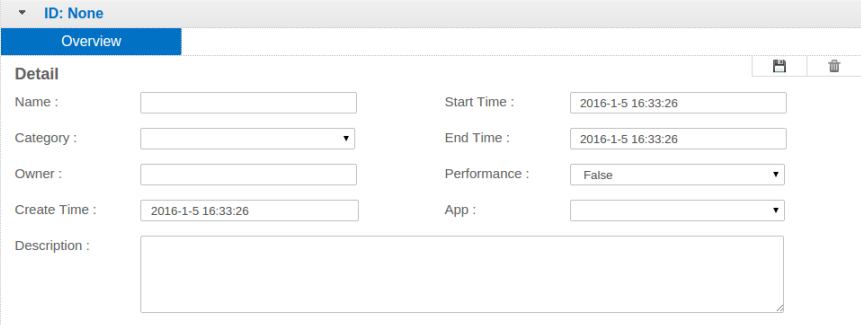 ID: None
Overview
Detail
Name :
Start Time : 2016-1-5 16:33:26
Category :
End Time : 2016-1-5 16:33:26
Owner :
Performance : False
Create Time : 2016-1-5 16:33:26
App :
Description :